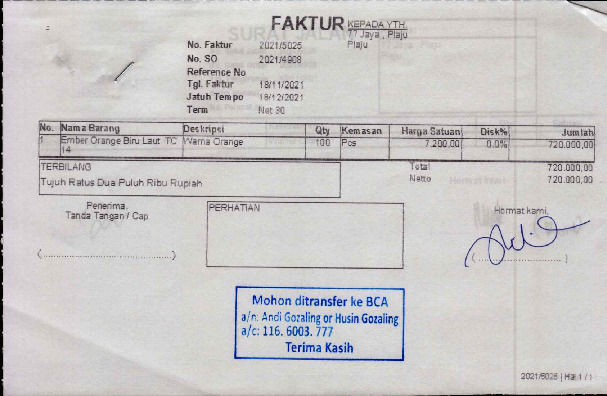 FAKTUR
KEPADA YTH.
77 Jaya , Plaju
Plaju
No. Faktur 2021/5025
No. SO 2021/4908
Reference No
Tgl. Faktur 18/11/2021
Jatuh Tempo 18/12/2021
Term Net 30
No. Nama Barang Deskripsi Qty Kemasan Harga Satuan Disk% Jumlah
1 Ember Orange Biru Laut TC Warna Orange 100 Pcs 7.200,00 0.0% 720.000,00
14
TERBILANG
Tujuh Ratus Dua Puluh Ribu Rupiah
Total 720.000,00
Netto 720.000,00
Penerima,
Tanda Tangan / Cap
PERHATIAN
Hormat kami,
(..............................)
(..............................)
Mohon ditransfer ke BCA
a/n: Andi Gozaling or Husin Gozaling
a/c: 116. 6003. 777
Terima Kasih
2021/5025 | Hal 1 / 1